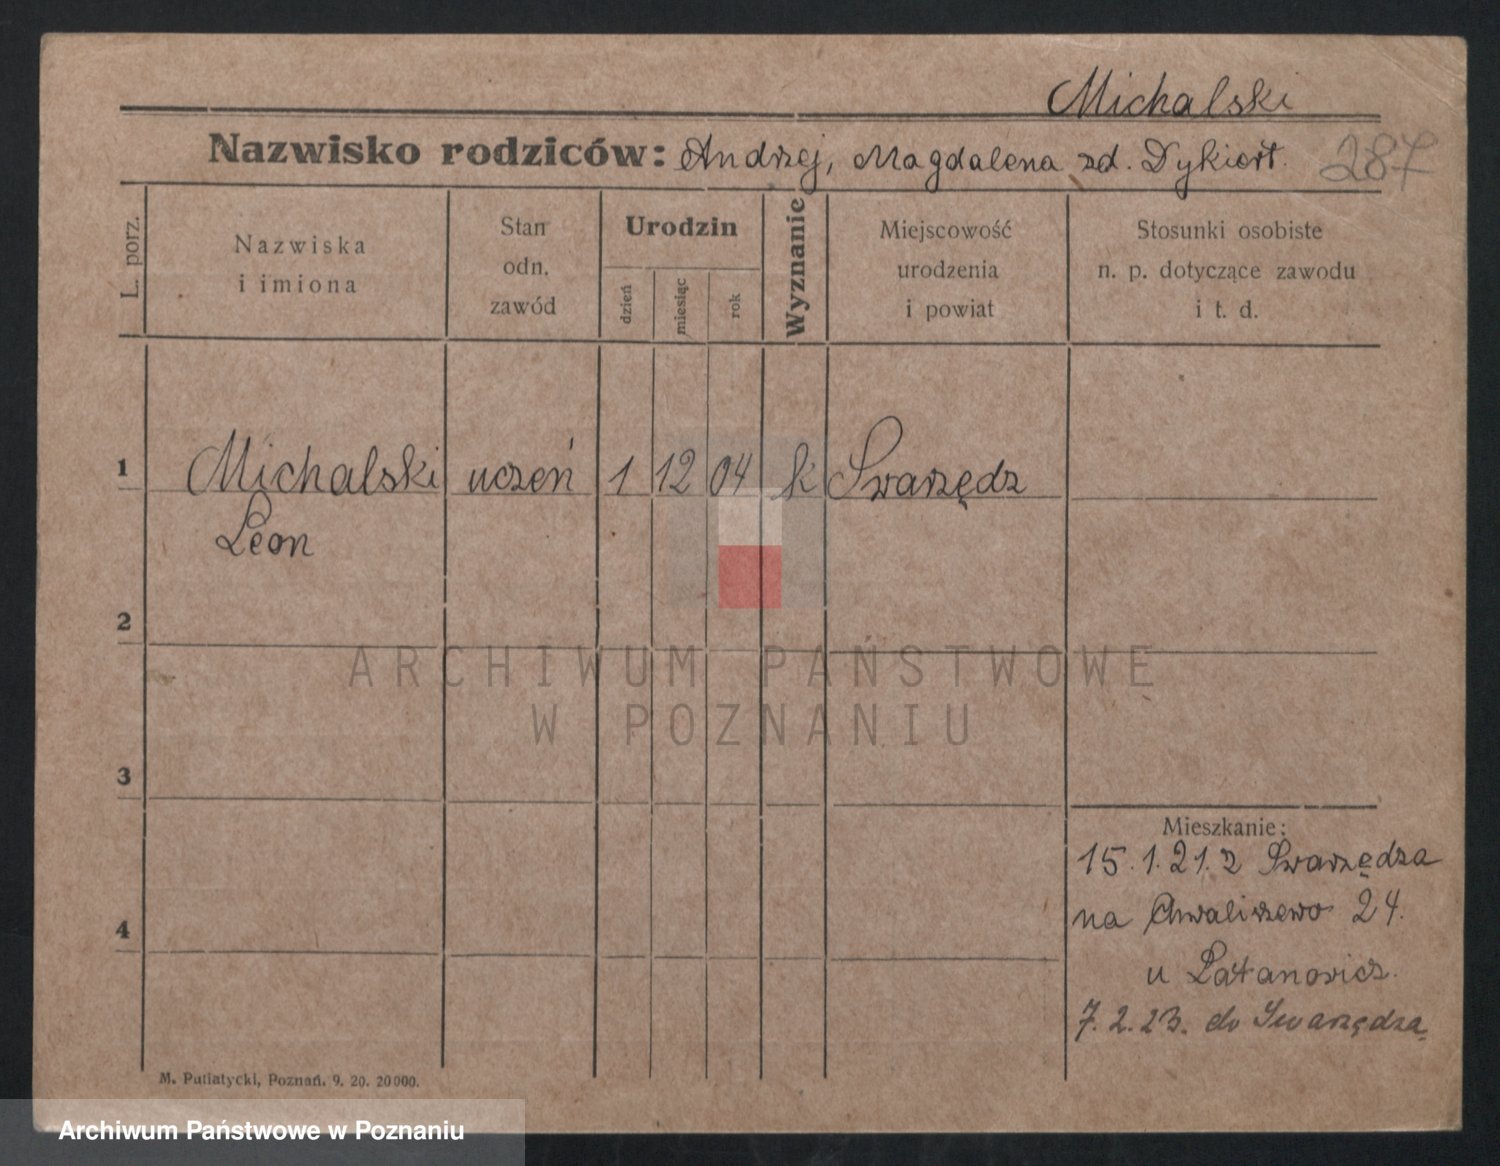 Michalski
Nazwisko rodziców: Andrzej, Magdalena zd. Dykiert. 287
L. porz.
Nazwiska
i imiona
Stan
odn.
zawód
Urodzin
dzień
miesiąc
rok
Wyznanie
Miejscowość
urodzenia
i powiat
Stosunki osobiste
n. p. dotyczące zawodu
i t. d.
1 Michalski uczeń 1 12 04 k Swarzędz
Leon
2
ARCHIWUM PAŃSTWOWE
W POZNANIU
3
Mieszkanie:
15.1.21. z Swarzędza
4
na Chwaliszewo 24.
u Ratanowicz.
7.2.23. do Swarzędza
M. Putiatycki, Poznań. 9. 20. 20000.
Archiwum Państwowe w Poznaniu